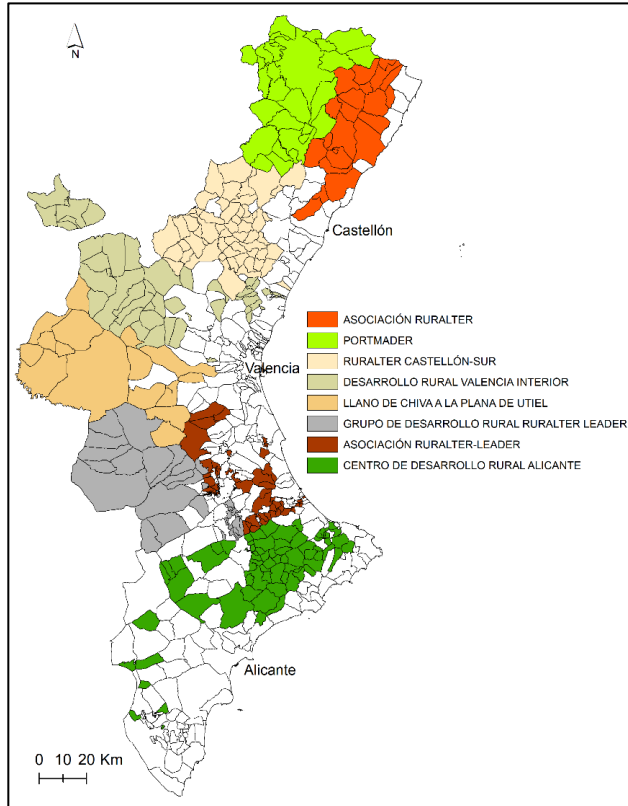 N
Castellón
Valencia
ASOCIACIÓN RURALTER
PORTMADER
RURALTER CASTELLÓN-SUR
DESARROLLO RURAL VALENCIA INTERIOR
LLANO DE CHIVA A LA PLANA DE UTIEL
GRUPO DE DESARROLLO RURAL RURALTER LEADER
ASOCIACIÓN RURALTER-LEADER
CENTRO DE DESARROLLO RURAL ALICANTE
Alicante
0 10 20 Km